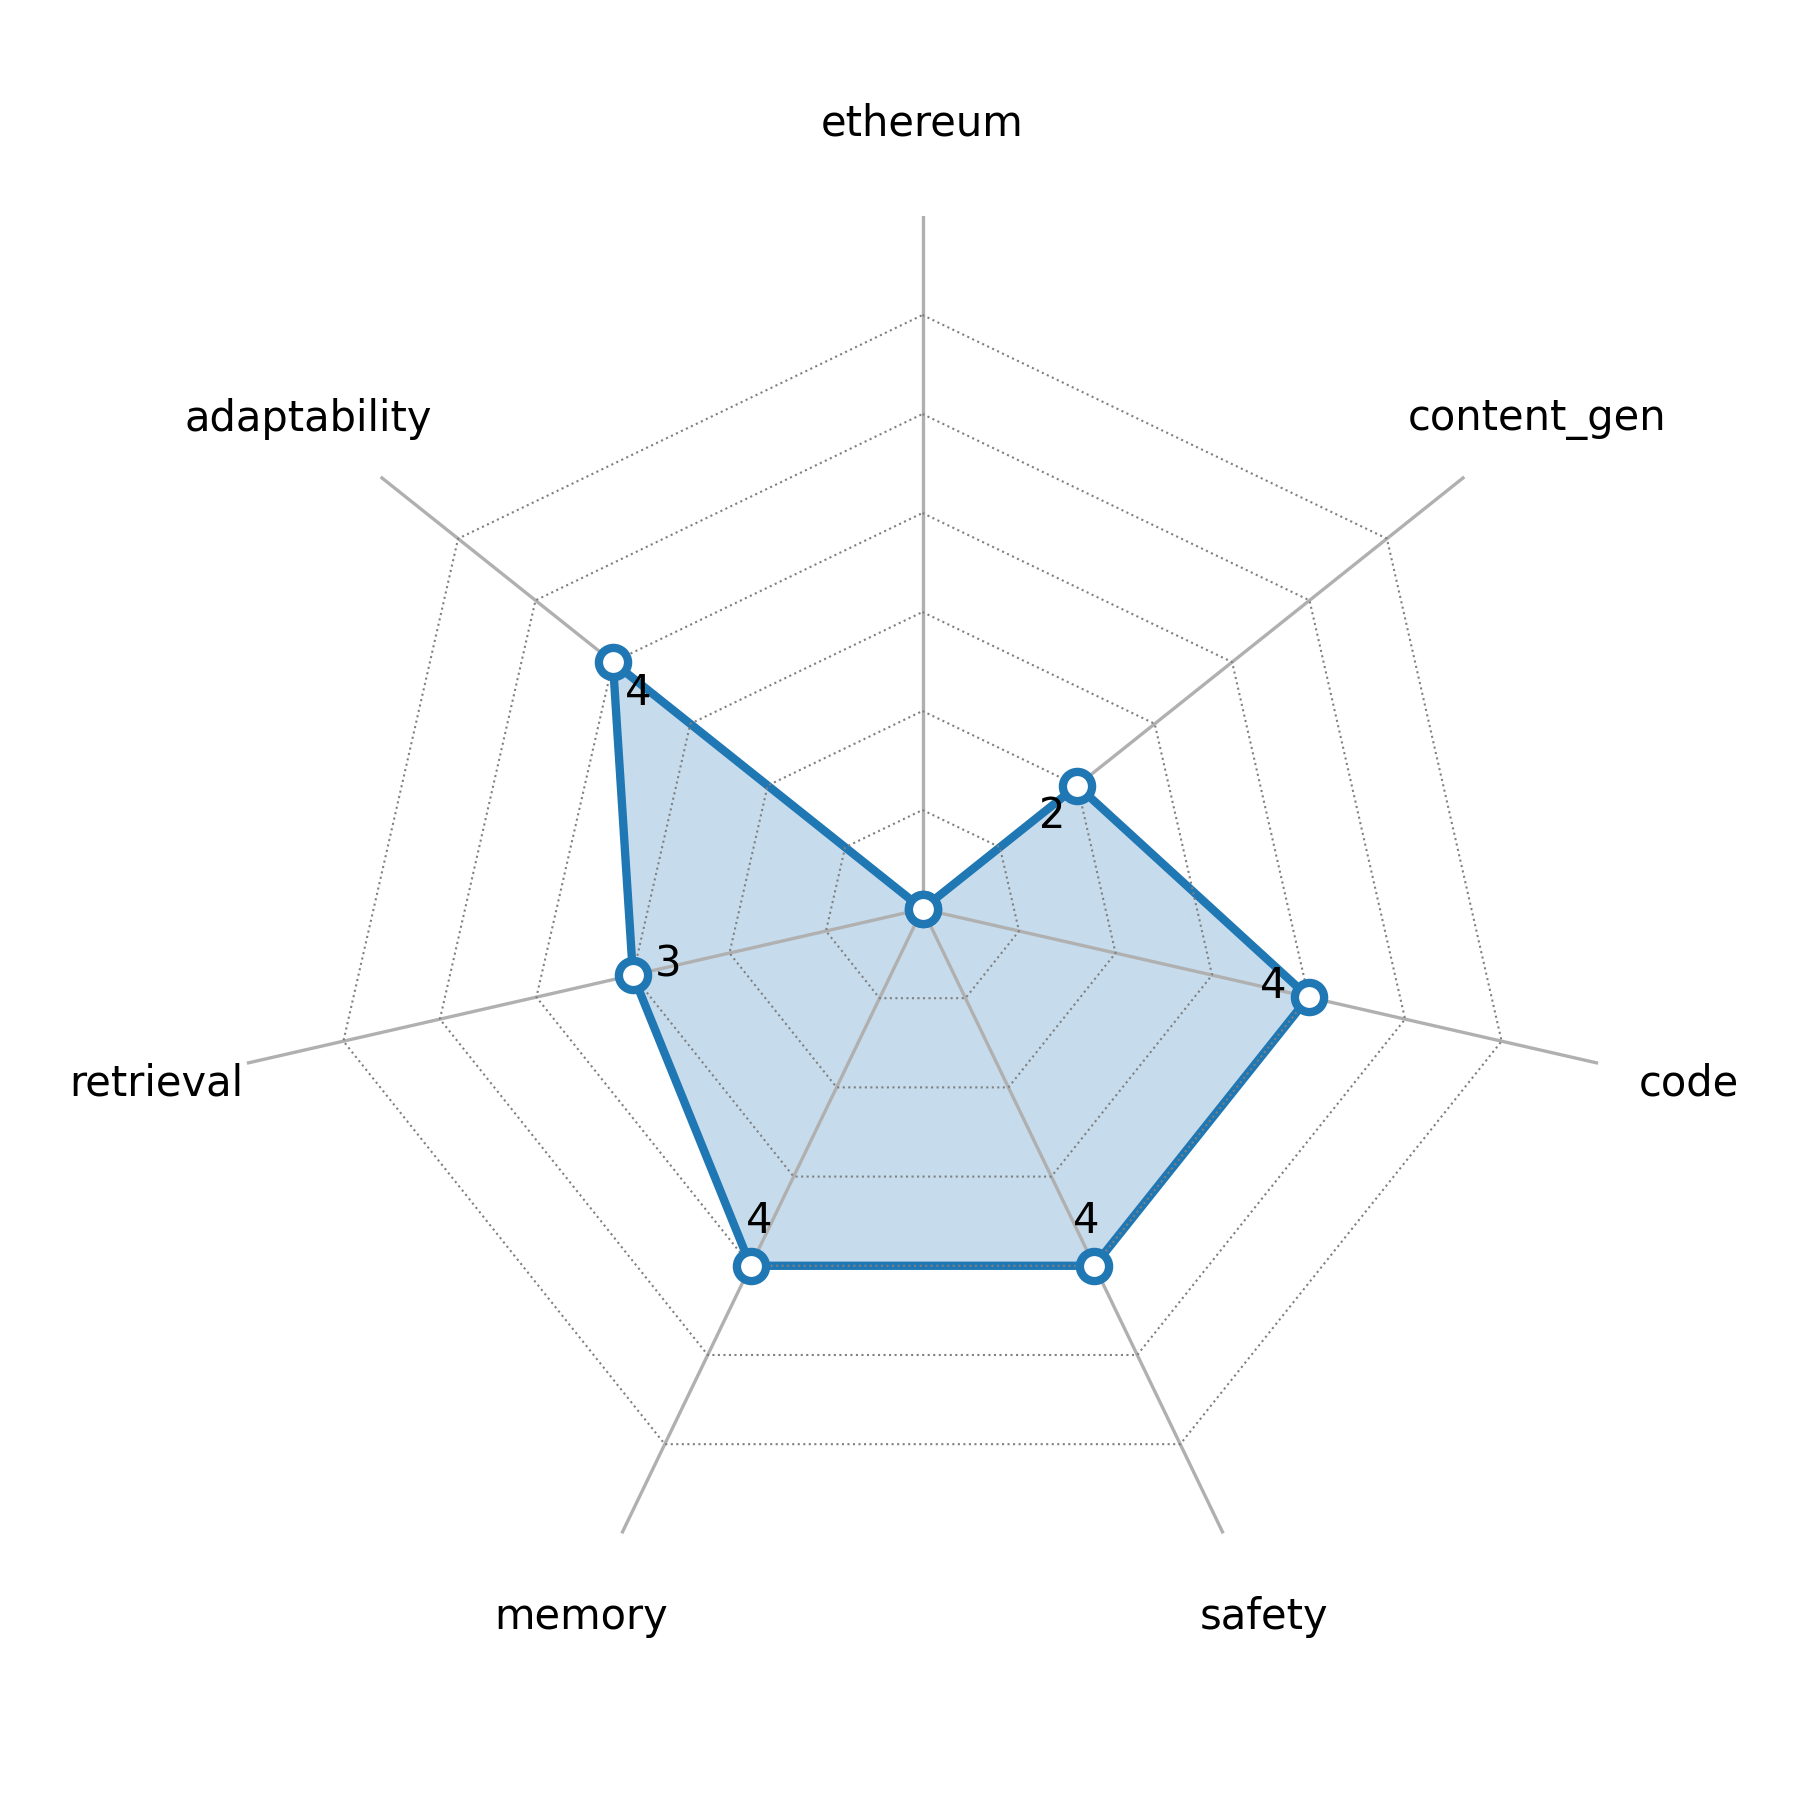 ethereum
content_gen
adaptability
4
2
3
4
retrieval
code
4
4
memory
safety